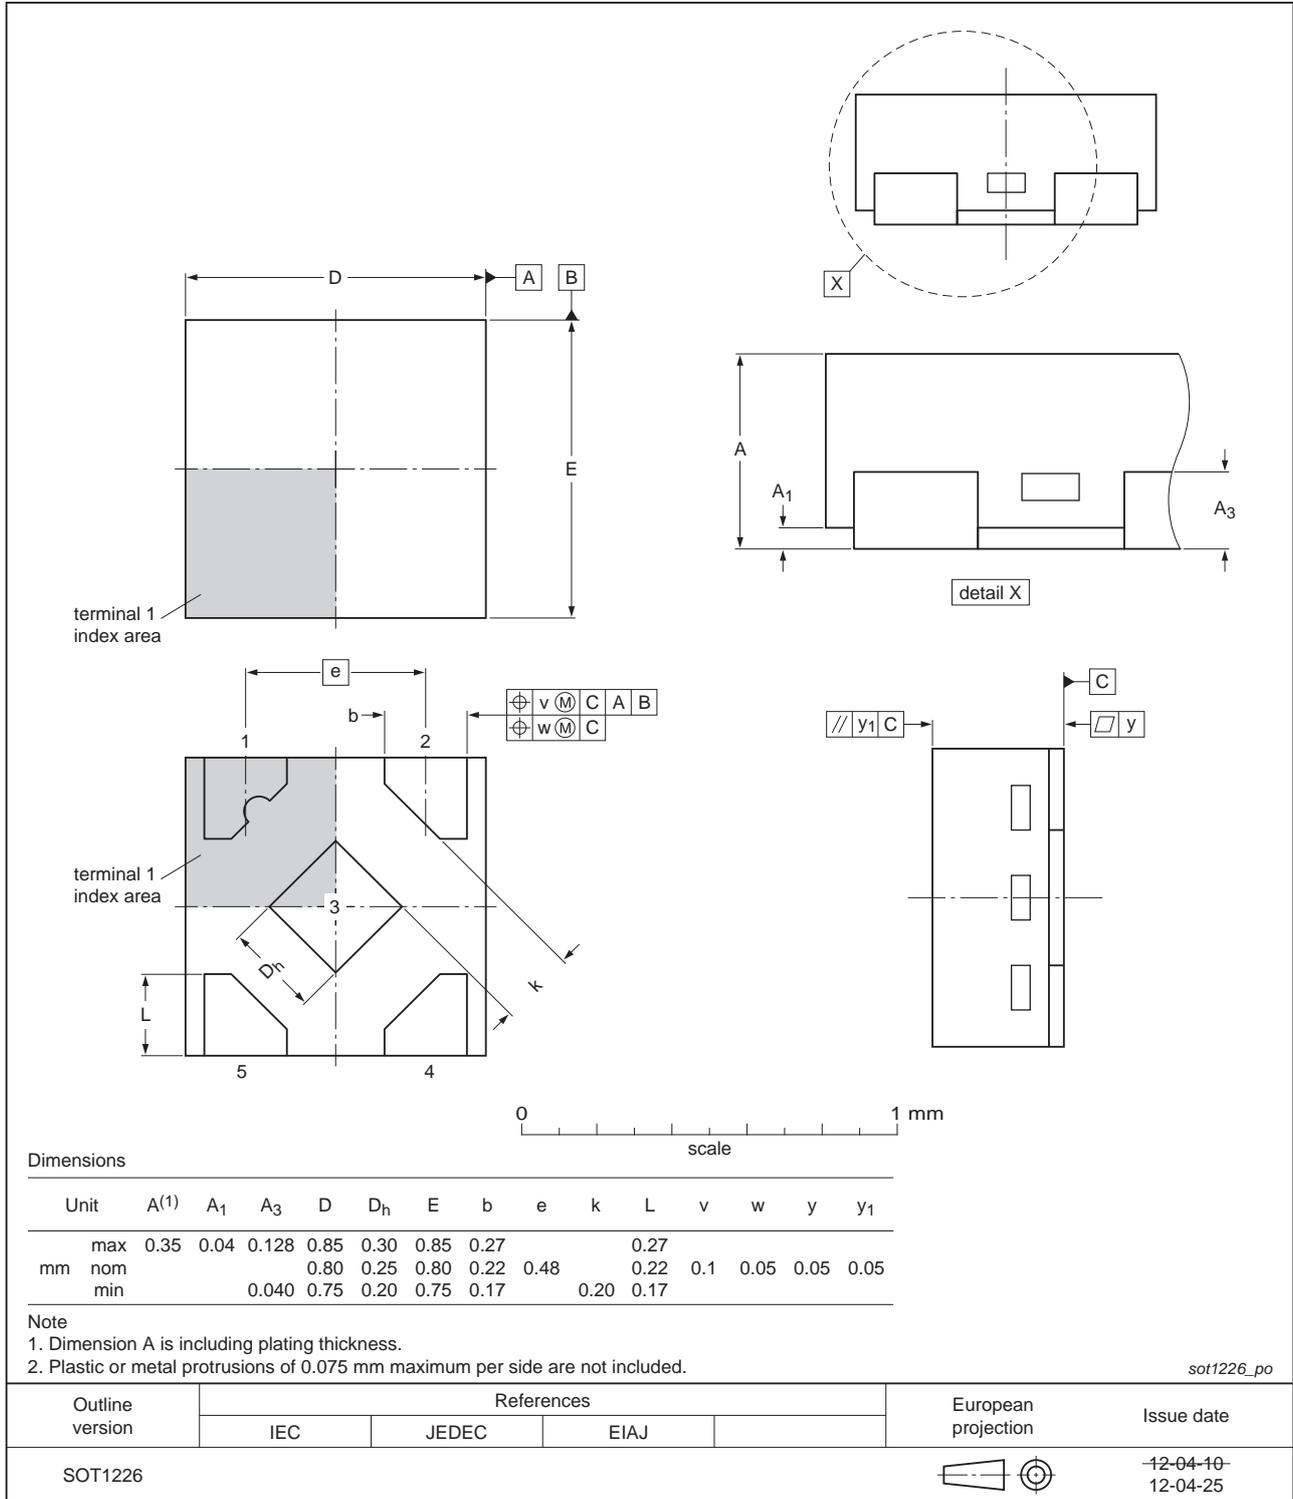 X
D
A
B
E
A
A1
A3
detail X
terminal 1
index area
e
b
v Ⓜ C A B
w Ⓜ C
1
2
C
// y1 C
y
terminal 1
index area
3
Dh
k
L
5
4
0
1 mm
scale
Dimensions
Unit A(1) A1 A3 D Dh E b e k L v w y y1
max 0.35 0.04 0.128 0.85 0.30 0.85 0.27 0.27
mm nom 0.80 0.25 0.80 0.22 0.48 0.22 0.1 0.05 0.05 0.05
min 0.040 0.75 0.20 0.75 0.17 0.20 0.17
Note
1. Dimension A is including plating thickness.
2. Plastic or metal protrusions of 0.075 mm maximum per side are not included.
sot1226_po
Outline
version
References
IEC JEDEC EIAJ
European
projection
Issue date
SOT1226
12-04-10
12-04-25